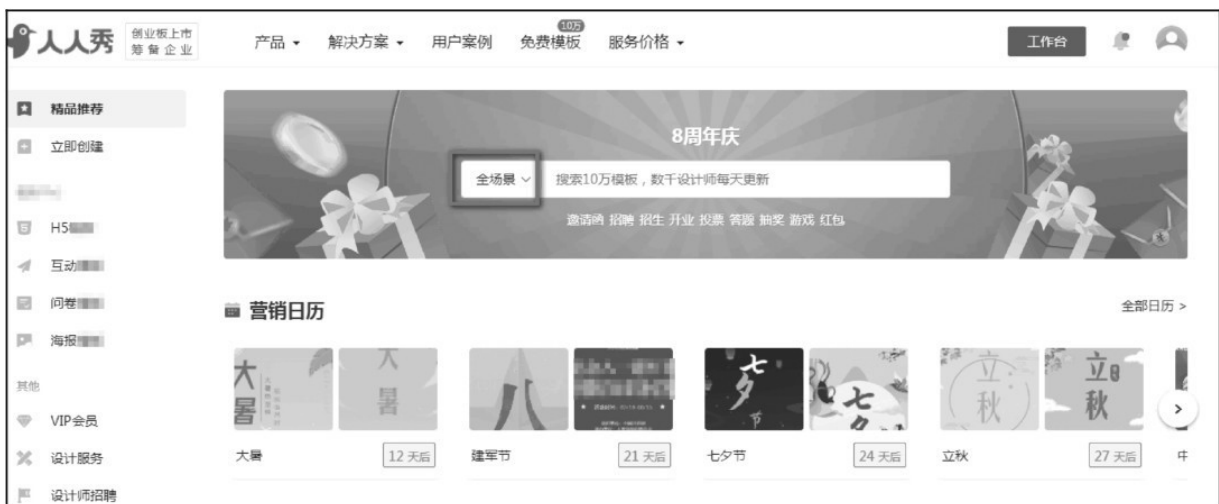 人人秀
创业板上市
筹备企业
产品
解决方案
用户案例
免费模板
10万
服务价格
工作台
精品推荐
立即创建
H5
互动
问卷
海报
其他
VIP会员
设计服务
设计师招聘
8周年庆
全场景
搜索10万模板，数千设计师每天更新
邀请函 招聘 招生 开业 投票 答题 抽奖 游戏 红包
营销日历
全部日历 >
大暑
大暑
七夕
节
七夕
立秋
立秋
大暑
12 天后
建军节
21 天后
七夕节
24 天后
立秋
27 天后
中